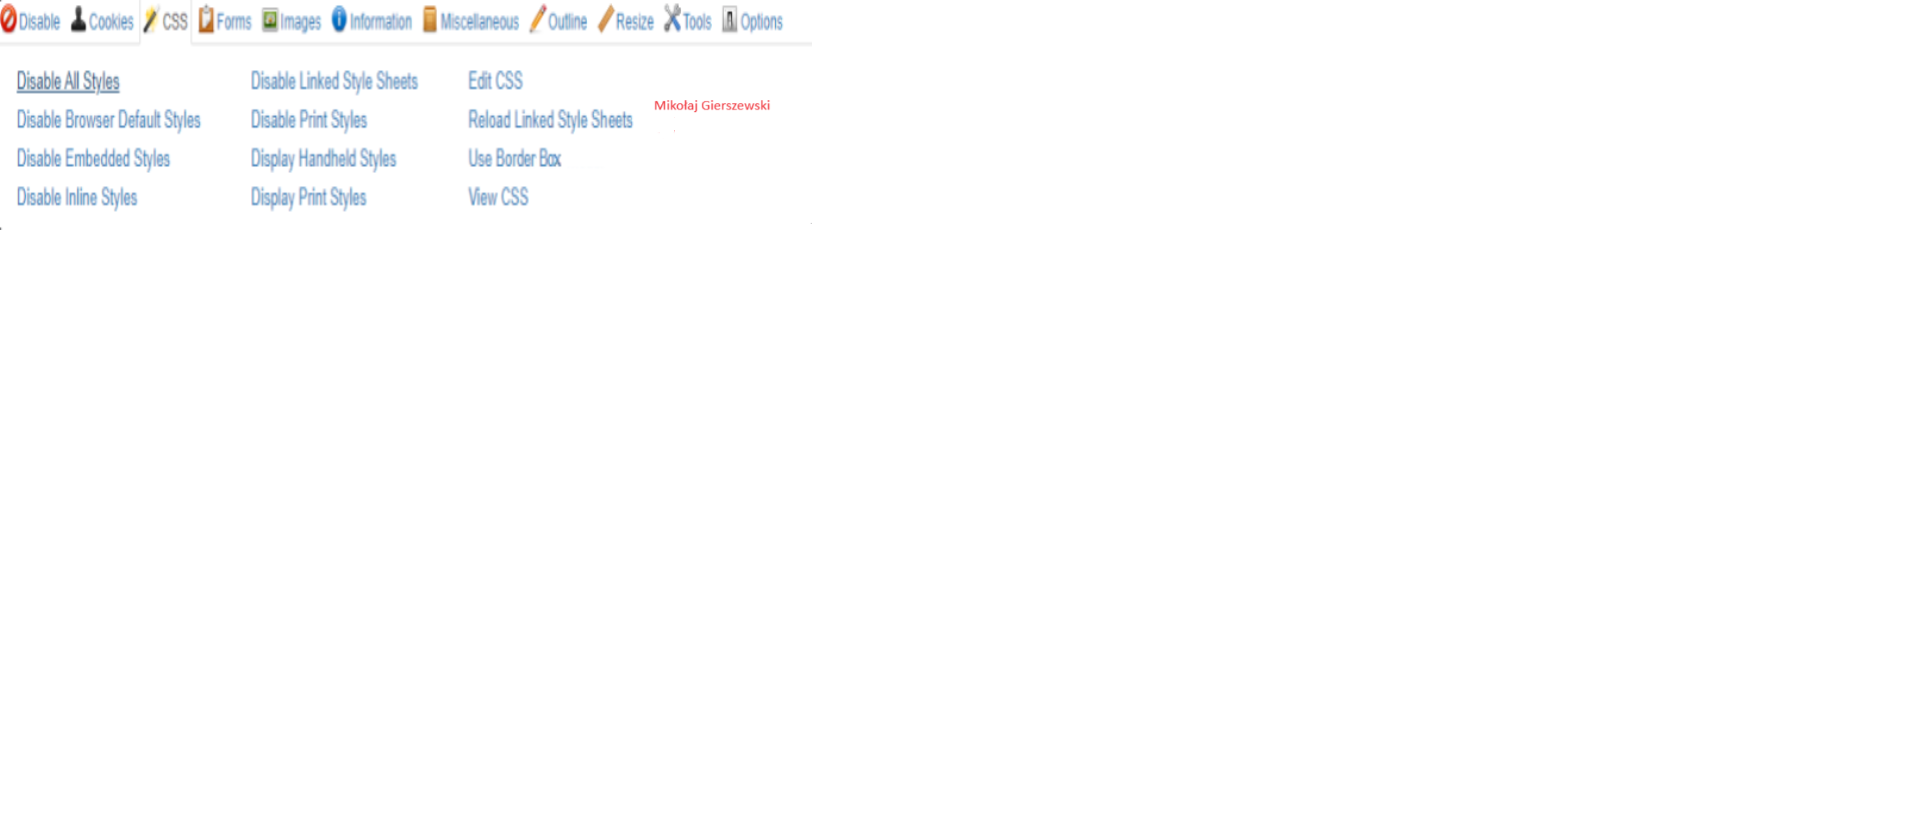 Disable Cookies CSS Forms Images Information Miscellaneous Outline Resize Tools Options
Disable All Styles Disable Linked Style Sheets Edit CSS
Mikołaj Gierszewski
Disable Browser Default Styles Disable Print Styles Reload Linked Style Sheets
Disable Embedded Styles Display Handheld Styles Use Border Box
Disable Inline Styles Display Print Styles View CSS